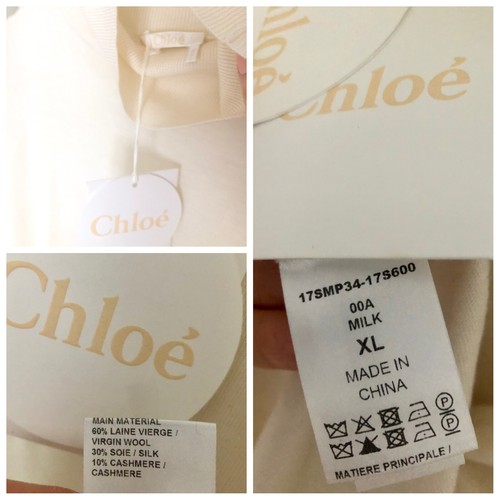 Chloé
Chloé
Chloé
Chloé
MAIN MATERIAL
60% LAINE VIERGE /
VIRGIN WOOL
30% SOIE / SILK
10% CASHMERE /
CASHMERE
17SMP34-17S600
00A
MILK
XL
MADE IN
CHINA
P
P
MATIERE PRINCIPALE /